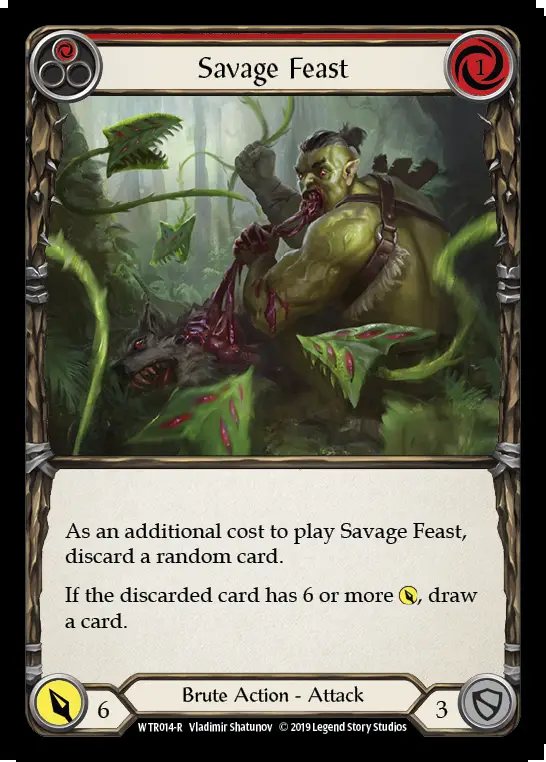 Savage Feast
1
As an additional cost to play Savage Feast,
discard a random card.
If the discarded card has 6 or more , draw
a card.
Brute Action - Attack
6
3
WTR014-R Vladimir Shatunov © 2019 Legend Story Studios